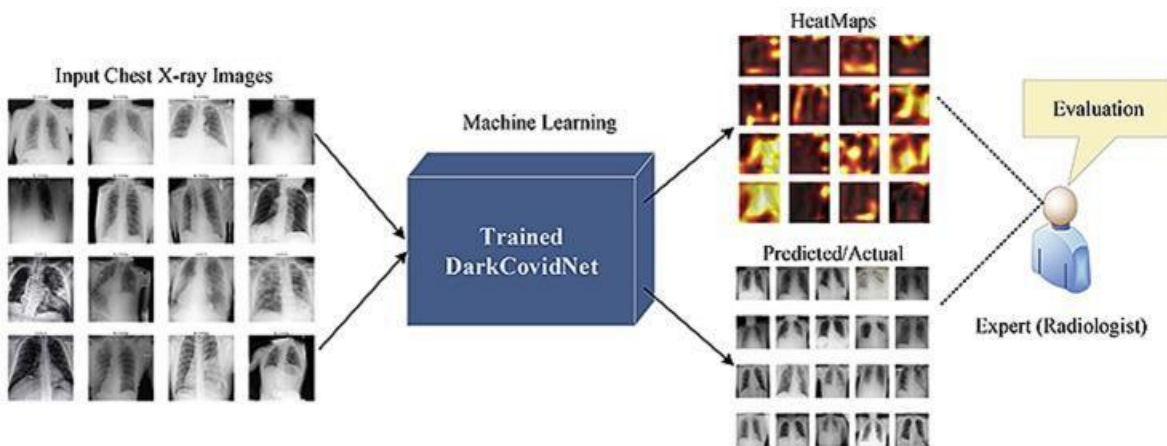 Input Chest X-ray Images
Machine Learning
Trained
DarkCovidNet
HeatMaps
Predicted/Actual
Evaluation
Expert (Radiologist)